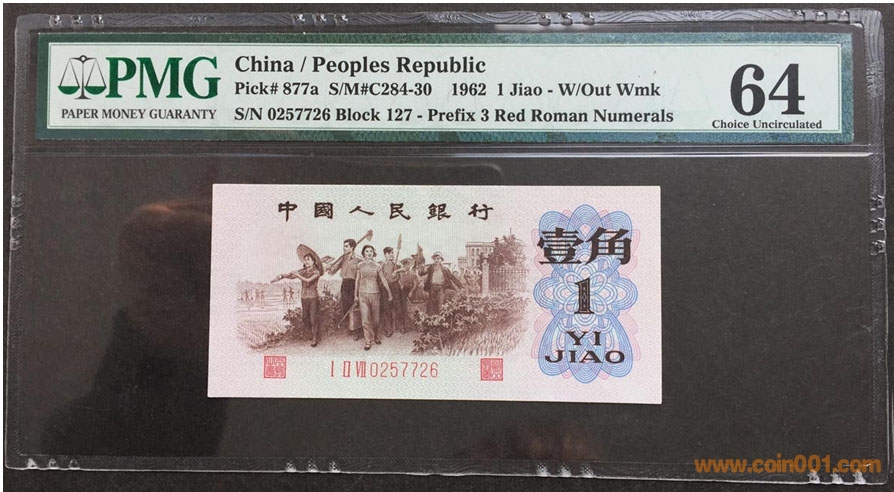 PMG
PAPER MONEY GUARANTY
China / Peoples Republic
Pick# 877a S/M#C284-30 1962 1 Jiao - W/Out Wmk
S/N 0257726 Block 127 - Prefix 3 Red Roman Numerals
64
Choice Uncirculated
中國人民銀行
壹角
1
YI
JIAO
I II VII 0257726
www.coin001.com